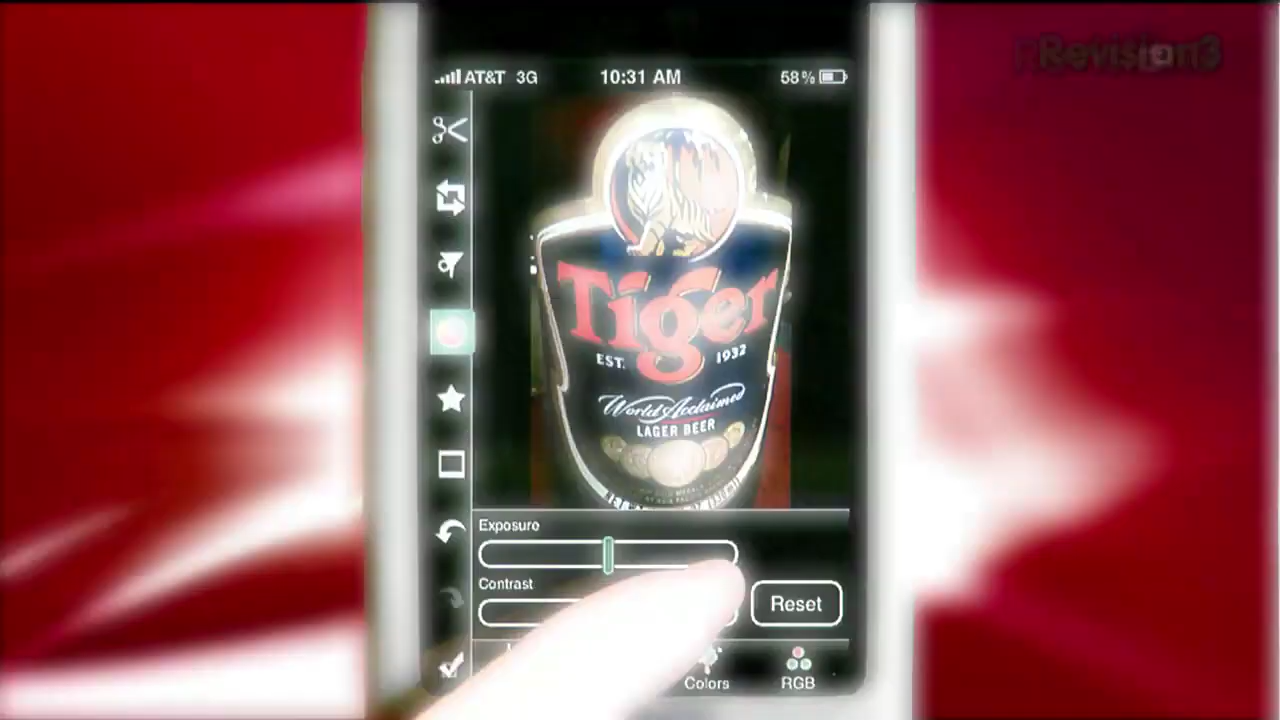 Revision3
AT&T 3G 10:31 AM 58%
Tiger
EST. 1932
World Acclaimed
LAGER BEER
Exposure
Contrast
Reset
Colors RGB